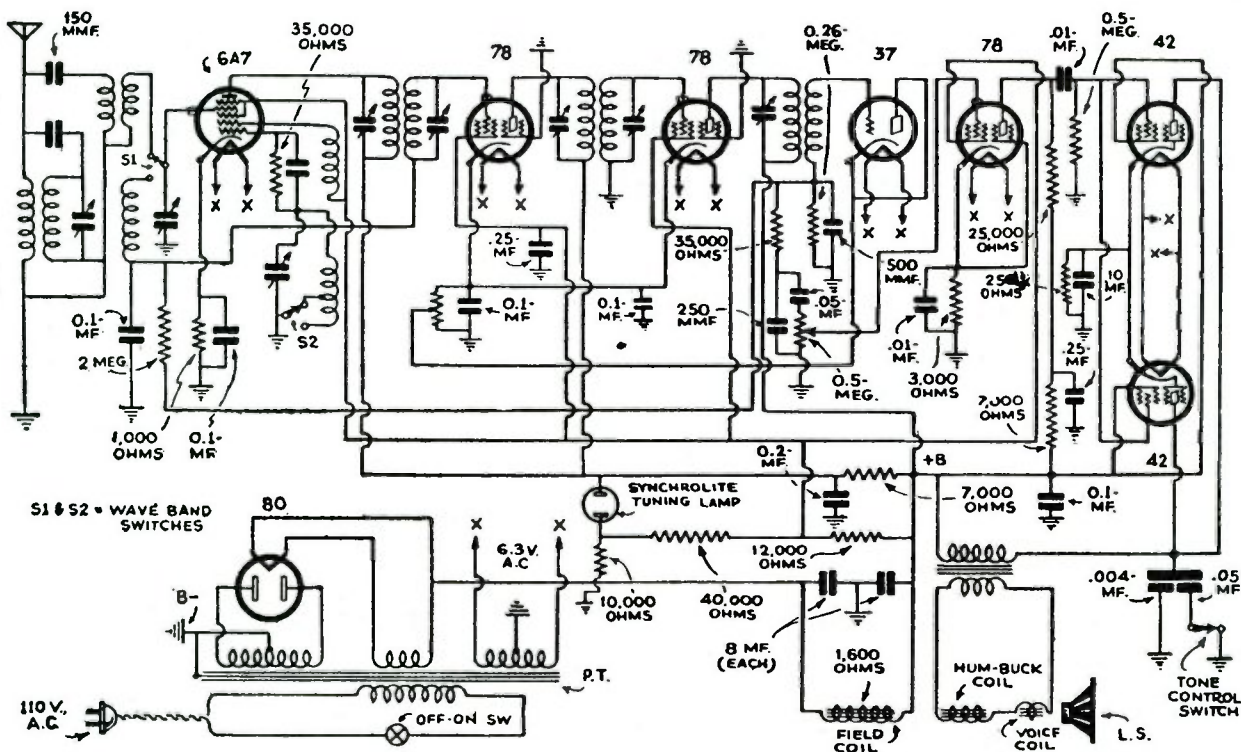 150
MMF.
6A7
35,000
OHMS
78
78
0.26-
MEG.
37
78
.01-
MF.
0.5-
MEG.
42
S1
X X
X X
X X
X X
X X
X
X
.25-
MF
35,000
OHMS
500
MMF.
25,000
OHMS
10
MF
0.1-
MF
2 MEG.
S2
0.1-
MF
0.1-
MF.
250
MMF
.05-
MF
.01-
MF.
.25-
MF
1,000
OHMS
0.1-
MF
0.5-
MEG.
3,000
OHMS
7,000
OHMS
0.2-
MF.
+B
42
SYNCHROLITE
TUNING LAMP
7,000
OHMS
0.1-
MF.
S1 & S2 = WAVE BAND
SWITCHES
80
X
6.3 V.
A.C
X
12,000
OHMS
B-
10,000
OHMS
40,000
OHMS
.004-
MF.
.05
MF
8 MF.
(EACH)
1,600
OHMS
HUM-BUCK
COIL
P.T.
TONE
CONTROL
SWITCH
110 V.,
A.C.
OFF-ON SW
FIELD
COIL
VOICE
COIL
L.S.